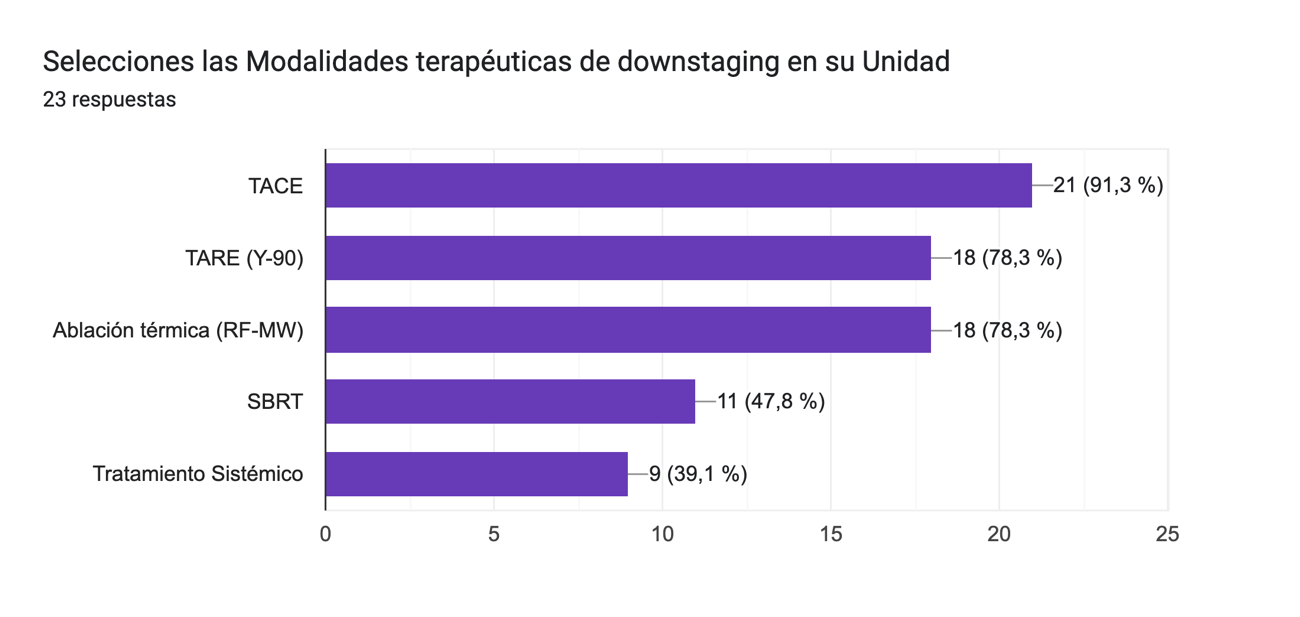 Selecciones las Modalidades terapéuticas de downstaging en su Unidad
23 respuestas
TACE
21 (91,3 %)
TARE (Y-90)
18 (78,3 %)
Ablación térmica (RF-MW)
18 (78,3 %)
SBRT
11 (47,8 %)
Tratamiento Sistémico
9 (39,1 %)
0 5 10 15 20 25